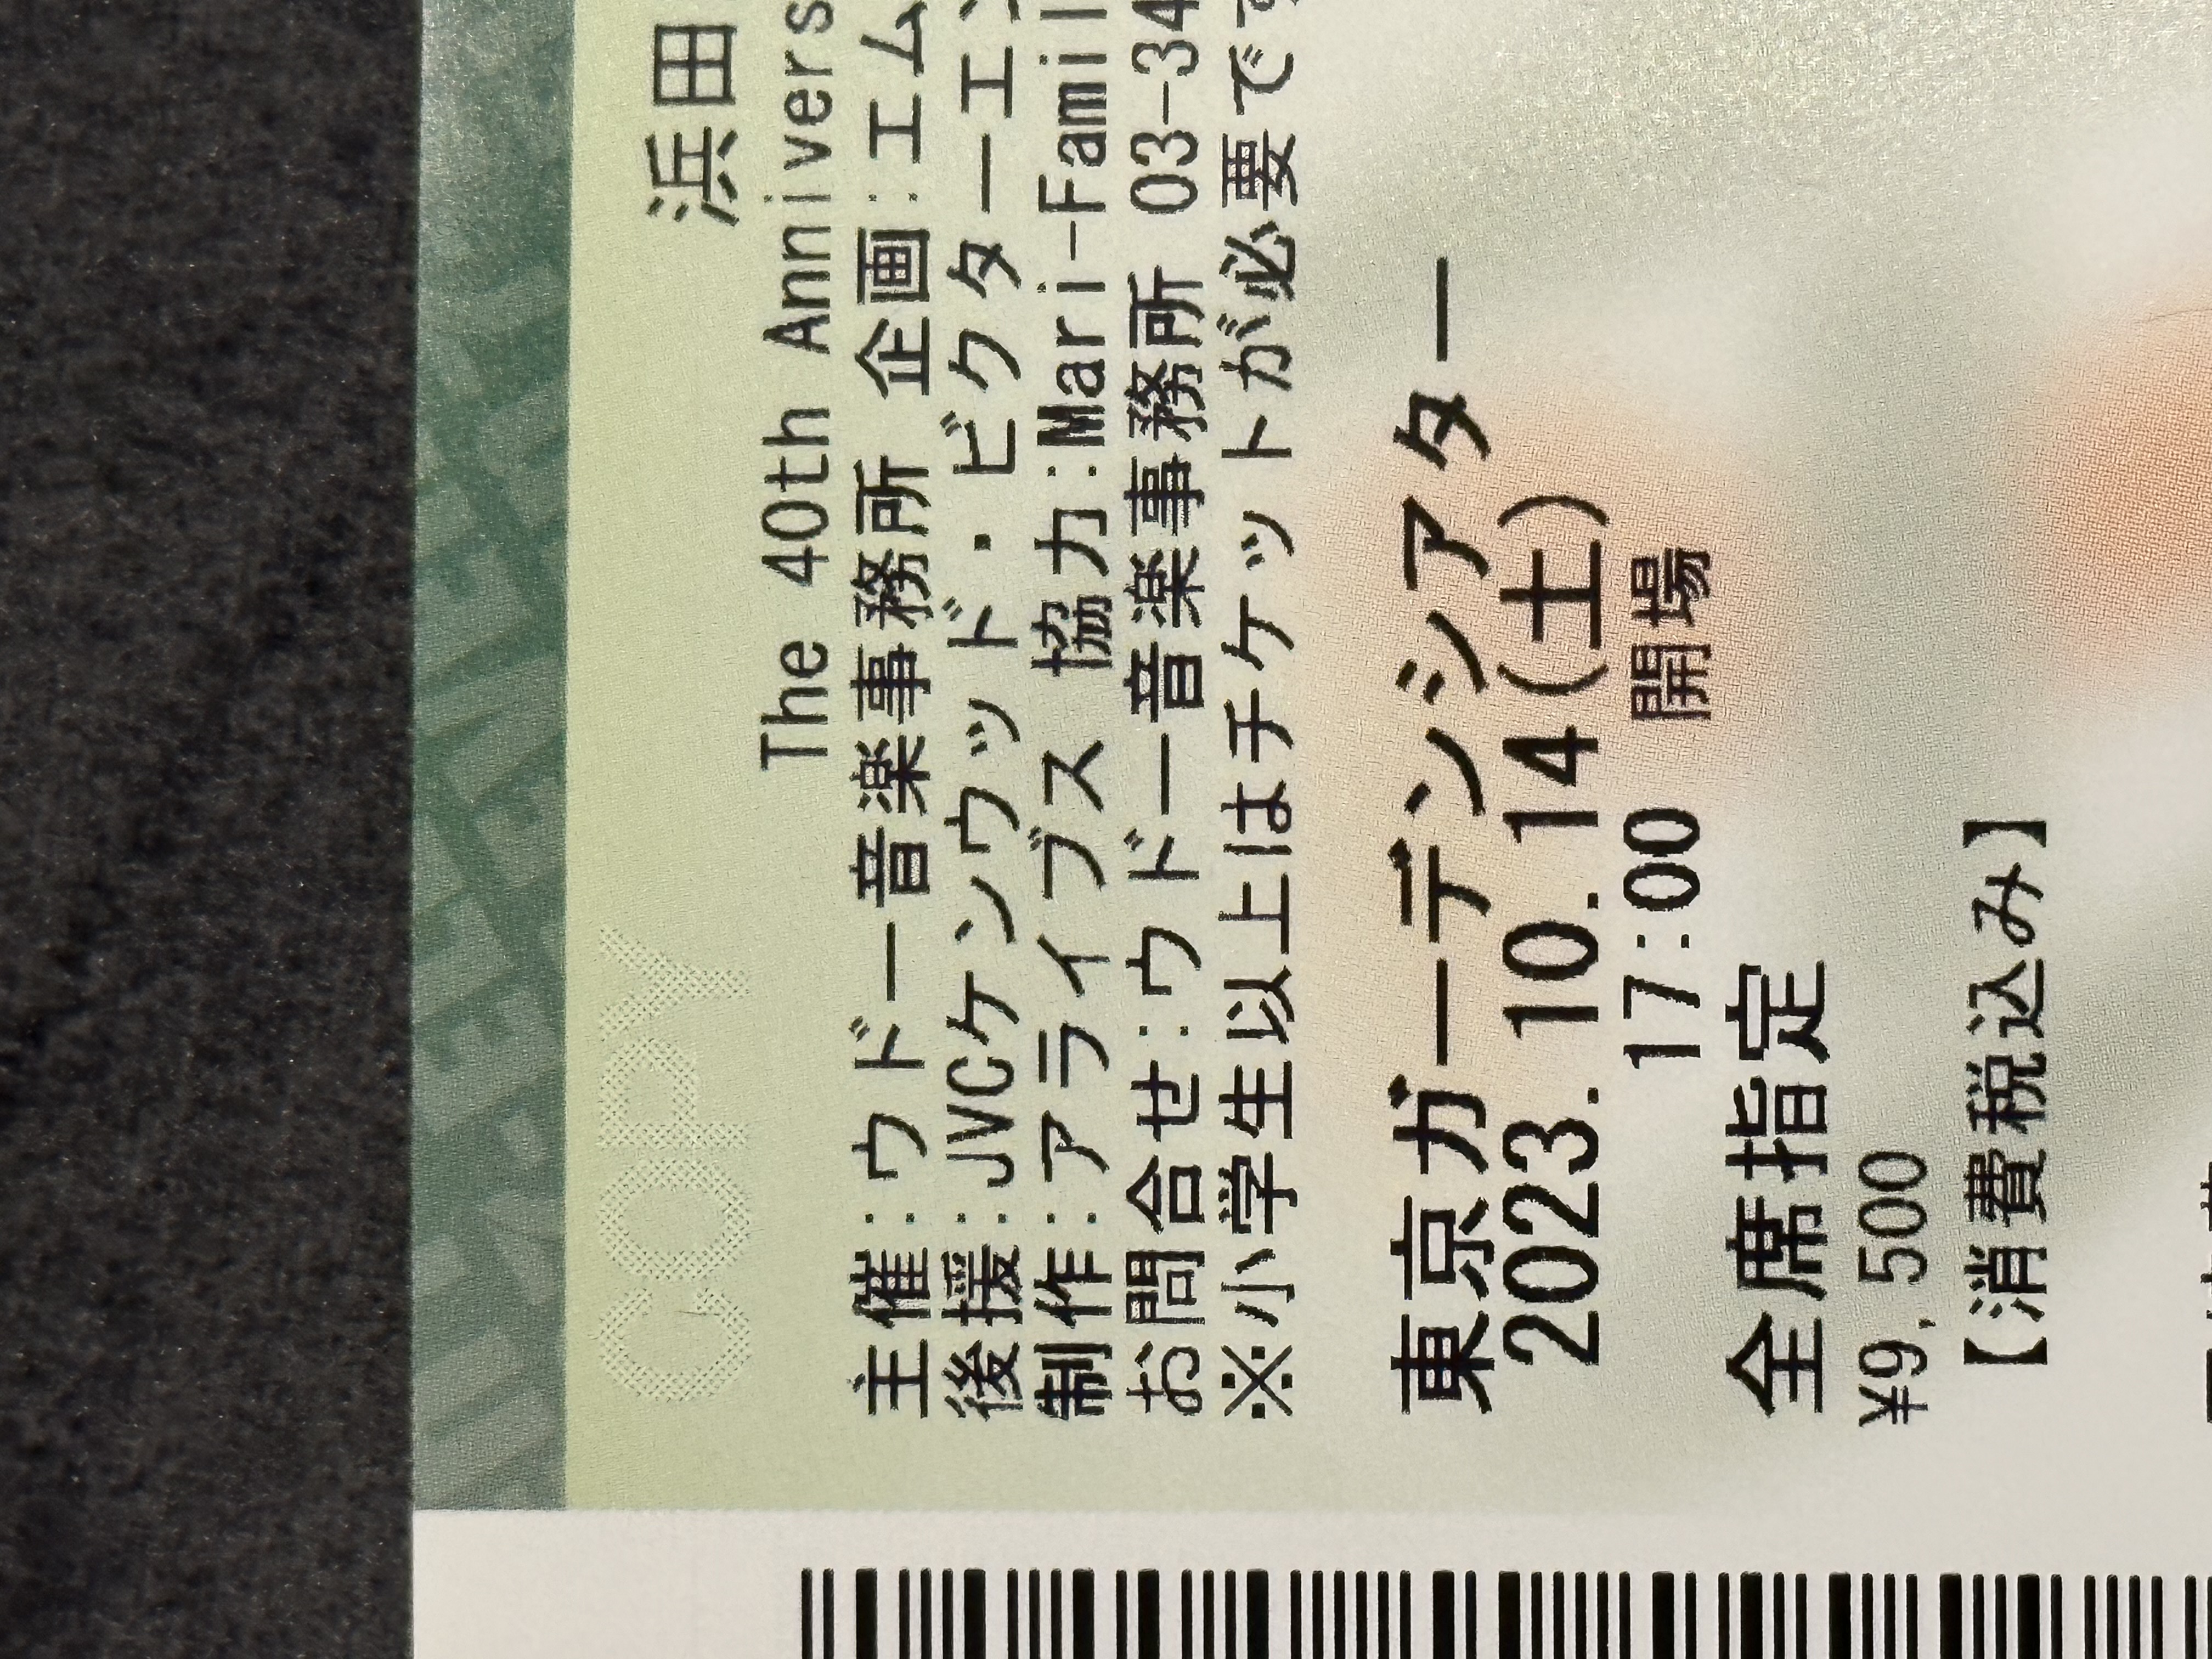 COPY
浜田
The 40th Annivers
主催:ウドー音楽事務所 企画:エム
後援:JVCケンウッド・ビクターエン
制作:アライブス 協力:Mari-Famil
お問合せ:ウドー音楽事務所 03-34
※小学生以上はチケットが必要です
東京ガーデンシアター
2023. 10. 14(土)
17:00 開場
全席指定
¥9, 500
【消費税込み】